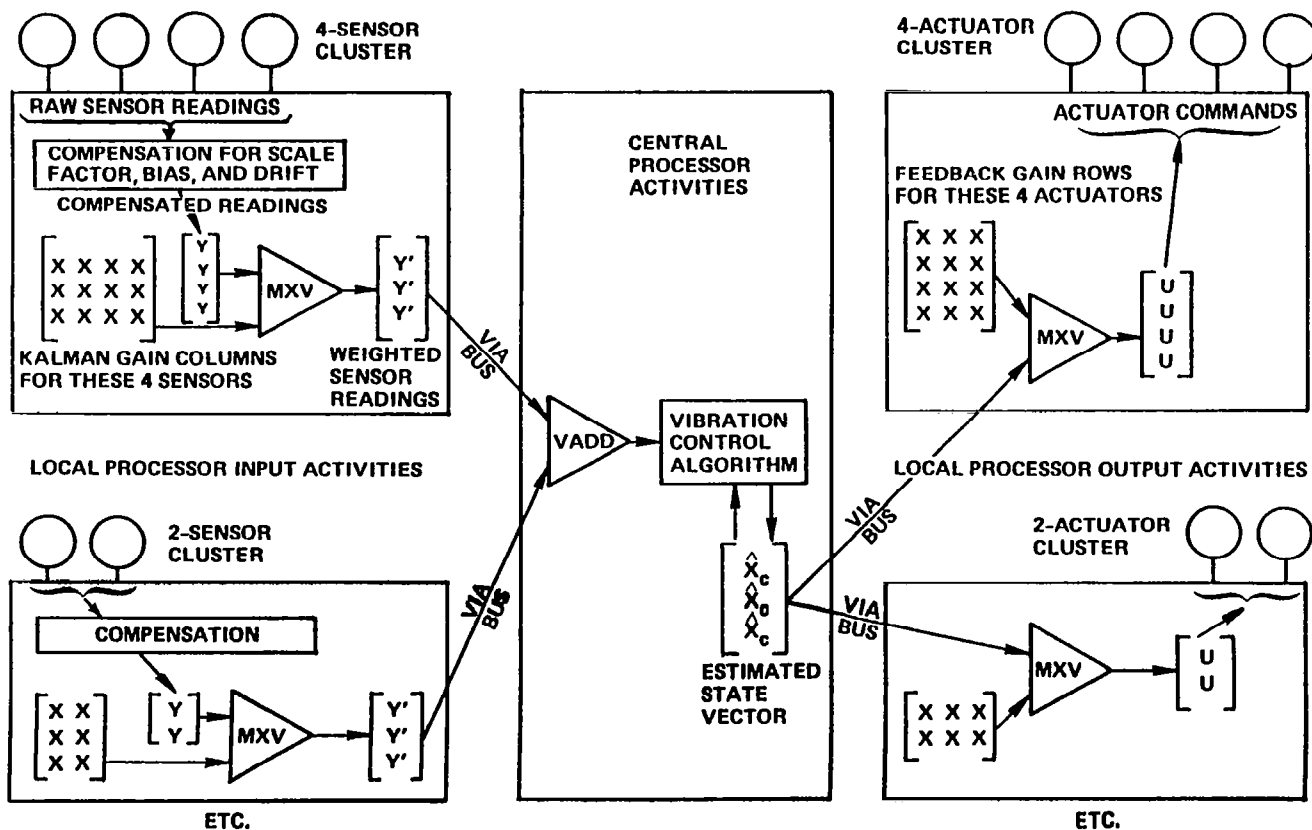 4-SENSOR
CLUSTER
RAW SENSOR READINGS
COMPENSATION FOR SCALE
FACTOR, BIAS, AND DRIFT
COMPENSATED READINGS
X X X X
X X X X
X X X X
Y
Y
Y
Y
MXV
Y'
Y'
Y'
KALMAN GAIN COLUMNS
FOR THESE 4 SENSORS
WEIGHTED
SENSOR
READINGS
VIA
BUS
LOCAL PROCESSOR INPUT ACTIVITIES
2-SENSOR
CLUSTER
COMPENSATION
X X
X X
X X
Y
Y
MXV
Y'
Y'
Y'
VIA
BUS
ETC.
CENTRAL
PROCESSOR
ACTIVITIES
VADD
VIBRATION
CONTROL
ALGORITHM
X̂c
X̂0
X̂c
ESTIMATED
STATE
VECTOR
VIA
BUS
VIA
BUS
4-ACTUATOR
CLUSTER
ACTUATOR COMMANDS
FEEDBACK GAIN ROWS
FOR THESE 4 ACTUATORS
X X X
X X X
X X X
X X X
MXV
U
U
U
U
LOCAL PROCESSOR OUTPUT ACTIVITIES
2-ACTUATOR
CLUSTER
MXV
X X X
X X X
U
U
ETC.